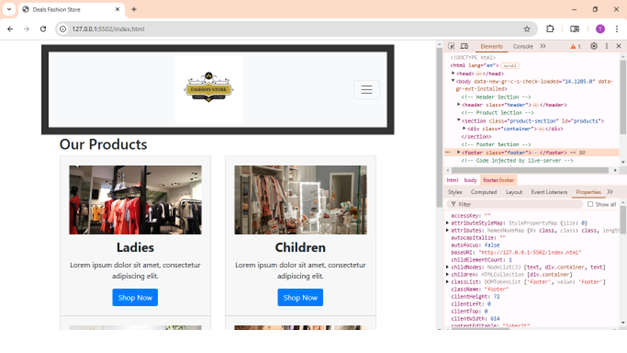 Deals Fashion Store
127.0.0.1:5502/index.html
FASHION STORE
Our Products
Ladies
Lorem ipsum dolor sit amet, consectetur
adipiscing elit.
Shop Now
Children
Lorem ipsum dolor sit amet, consectetur
adipiscing elit.
Shop Now
Elements Console 1
<!DOCTYPE html>
<html lang="en">
<head> </head>
<body data-new-gr-c-s-check-loaded="14.1205.0" data-
gr-ext-installed>
<!-- Header Section -->
<header class="header"> </header>
<!-- Product Section -->
<section class="product-section" id="products">
<div class="container"> </div>
</section>
<!-- Footer Section -->
<footer class="footer"> </footer> == $0
<!-- Code injected by live-server -->
html body footer.footer
Styles Computed Layout Event Listeners Properties
Filter Show all
accessKey: ""
attributeStyleMap: StylePropertyMap {size: 0}
attributes: NamedNodeMap {0: class, class: class, length
autocapitalize: ""
autofocus: false
baseURI: "http://127.0.0.1:5502/index.html"
childElementCount: 1
childNodes: NodeList(3) [text, div.container, text]
children: HTMLCollection [div.container]
classList: DOMTokenList ['footer', value: 'footer']
className: "footer"
clientHeight: 72
clientLeft: 0
clientTop: 0
clientWidth: 614
contentEditable: "inherit"